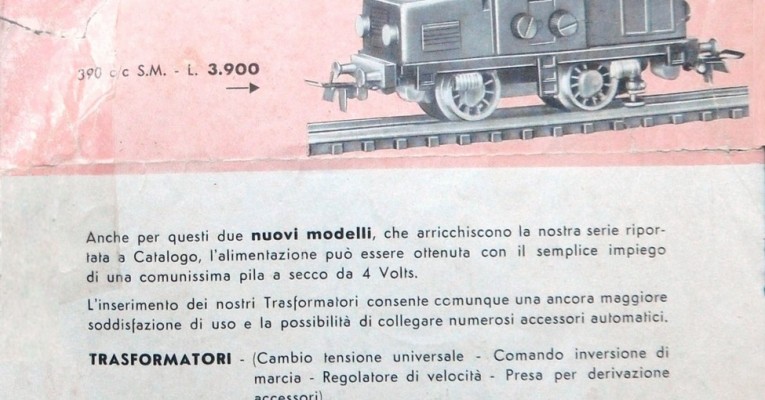 390 c/c S.M. - L. 3.900
Anche per questi due nuovi modelli, che arricchiscono la nostra serie ripor-
tata a Catalogo, l'alimentazione può essere ottenuta con il semplice impiego
di una comunissima pila a secco da 4 Volts.
L'inserimento dei nostri Trasformatori consente comunque una ancora maggiore
soddisfazione di uso e la possibilità di collegare numerosi accessori automatici.
TRASFORMATORI - (Cambio tensione universale - Comando inversione di
marcia - Regolatore di velocità - Presa per derivazione
accessori)